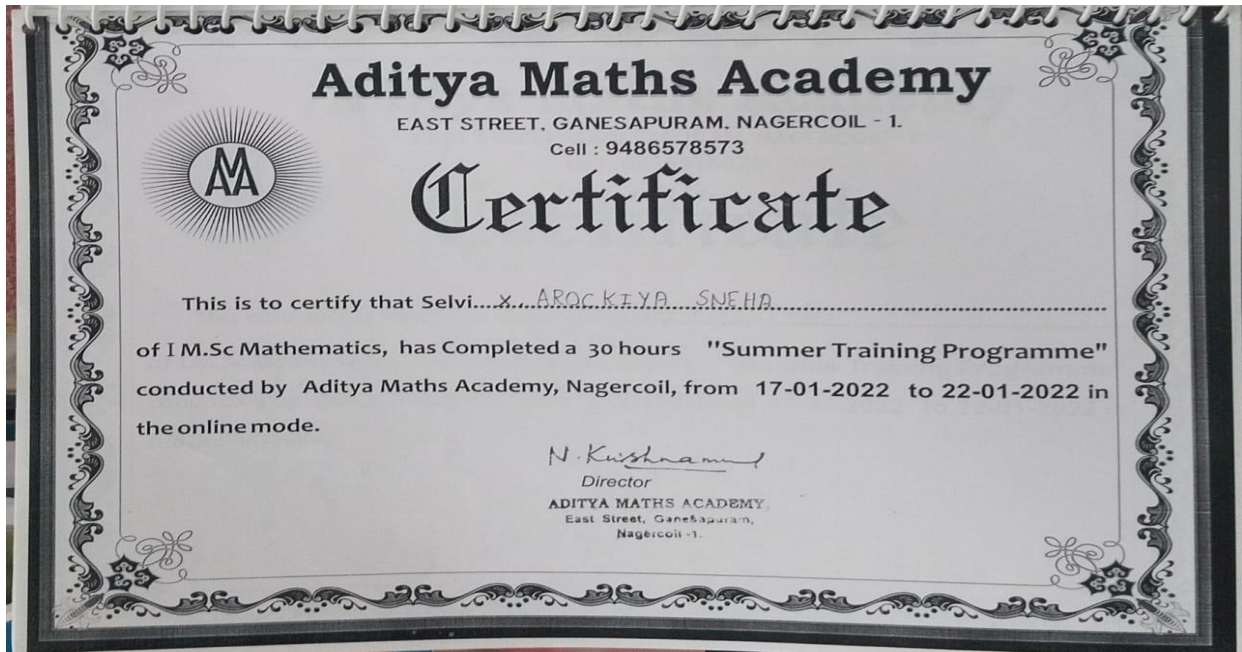 Aditya Maths Academy
EAST STREET, GANESAPURAM, NAGERCOIL - 1.
Cell : 9486578573
AMA
Certificate
This is to certify that Selvi....X...AROCKIYA SNEHA
of I M.Sc Mathematics, has Completed a 30 hours "Summer Training Programme"
conducted by Aditya Maths Academy, Nagercoil, from 17-01-2022 to 22-01-2022 in
the online mode.
Director
ADITYA MATHS ACADEMY
East Street, Ganesapuram,
Nagercoil -1.